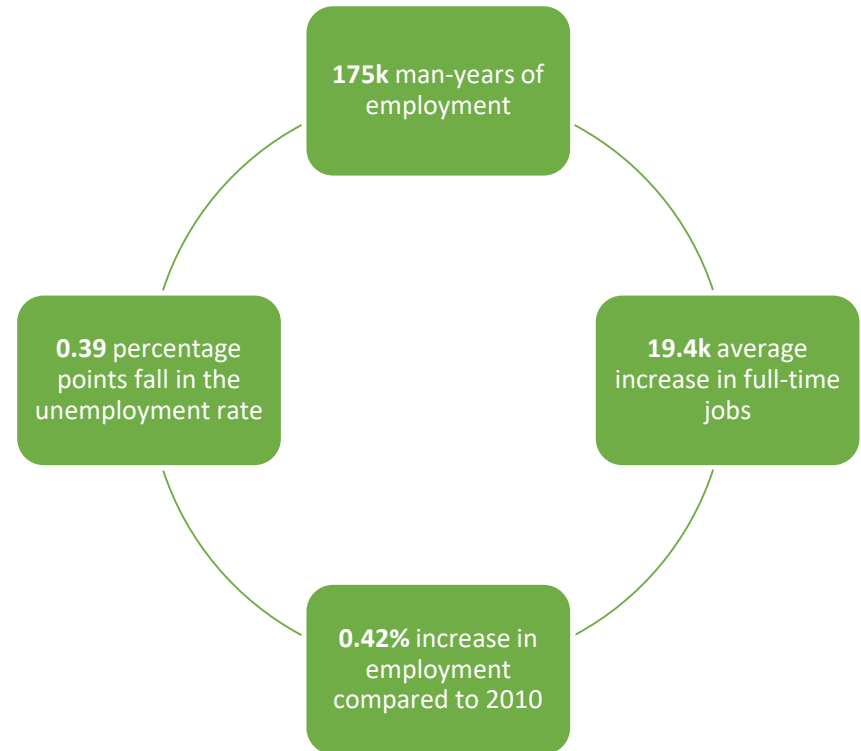 175k man-years of
employment
0.39 percentage
points fall in the
unemployment rate
19.4k average
increase in full-time
jobs
0.42% increase in
employment
compared to 2010